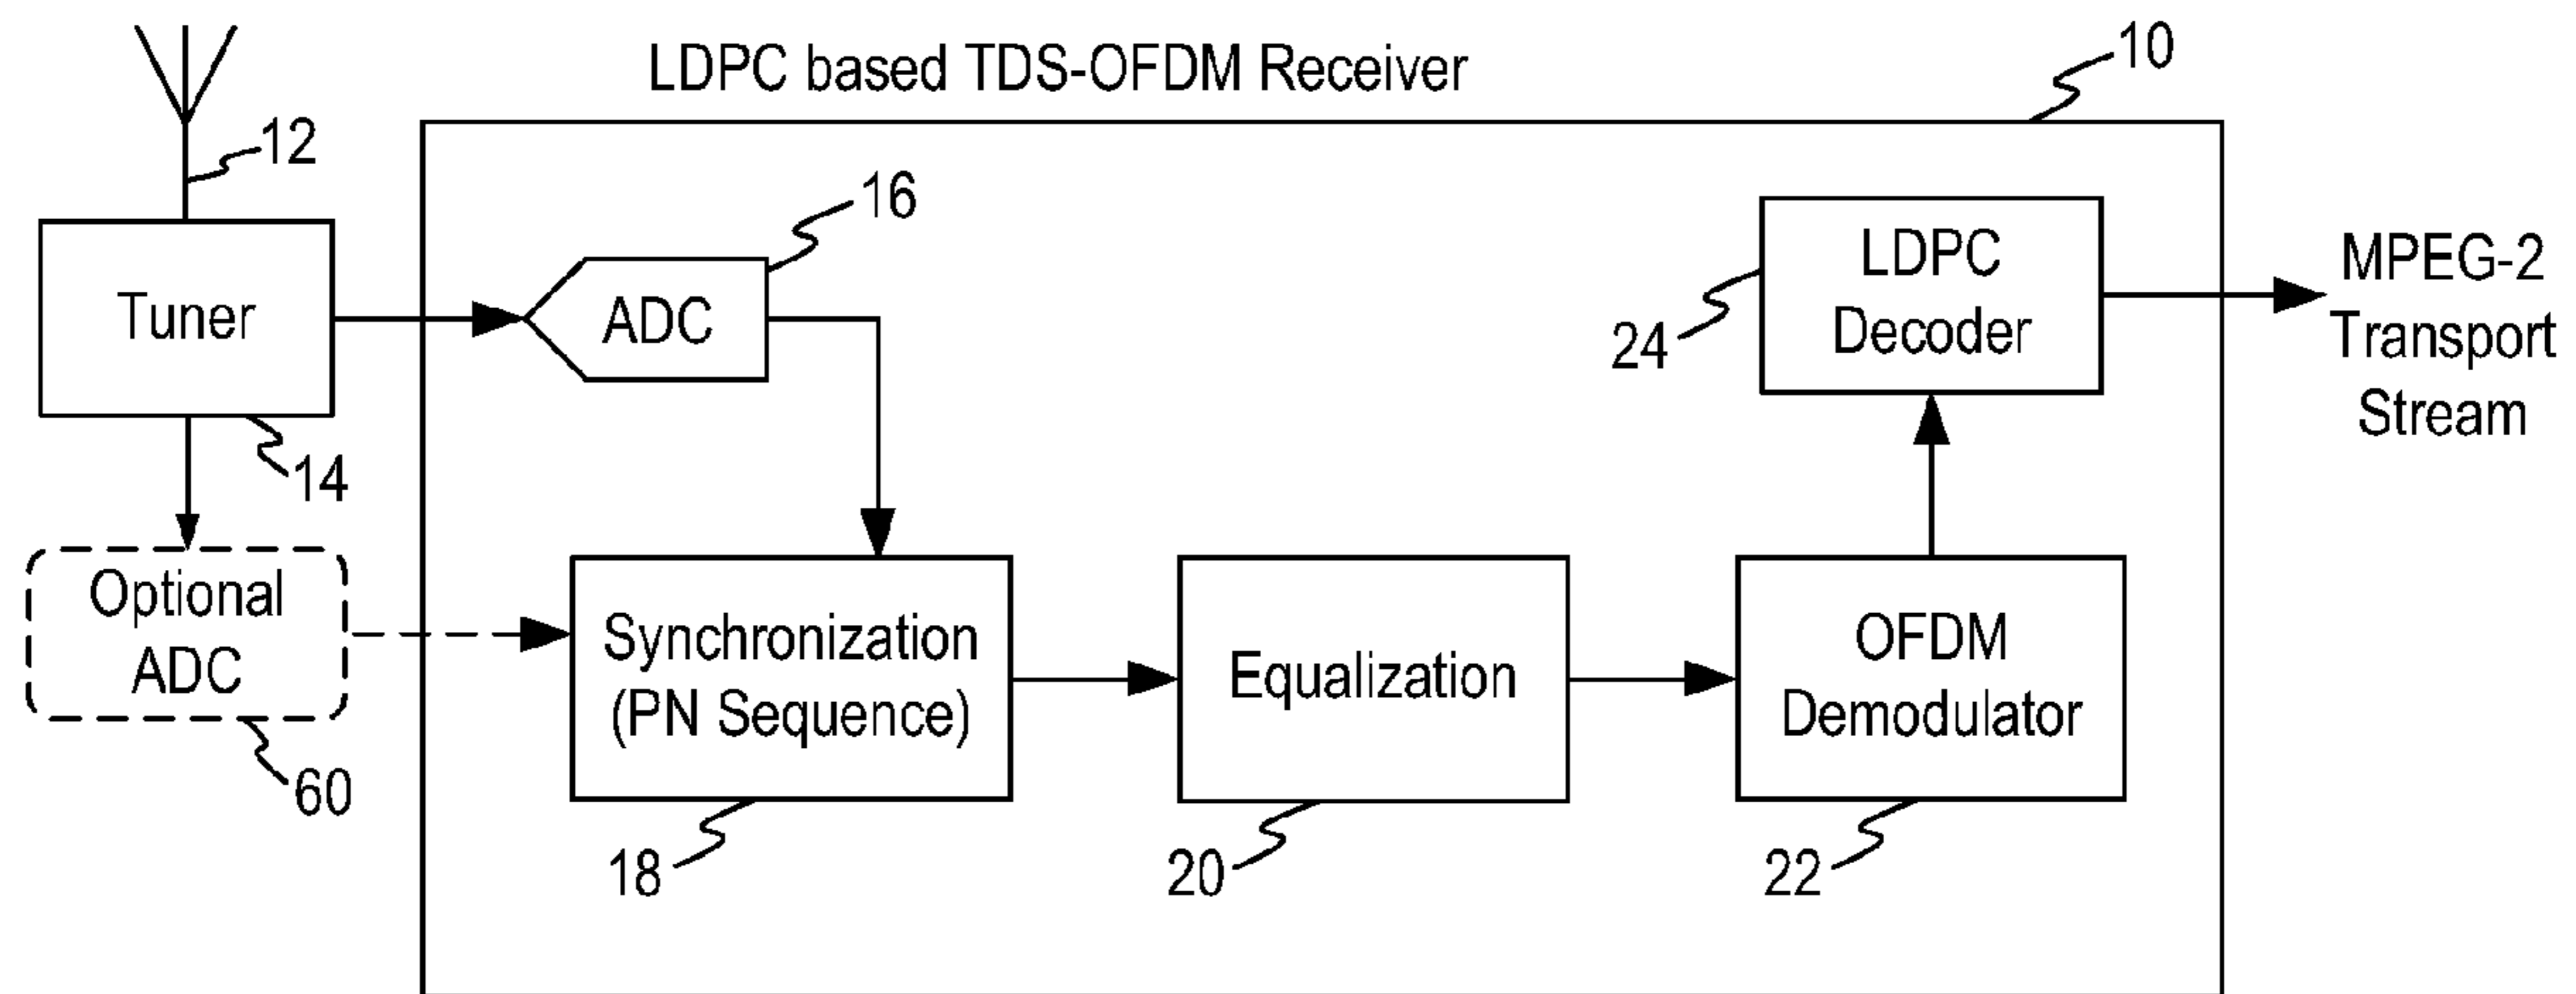 LDPC based TDS-OFDM Receiver
10
12
16
Tuner
ADC
LDPC
Decoder
24
MPEG-2
Transport
Stream
14
Optional
ADC
60
Synchronization
(PN Sequence)
18
Equalization
20
OFDM
Demodulator
22